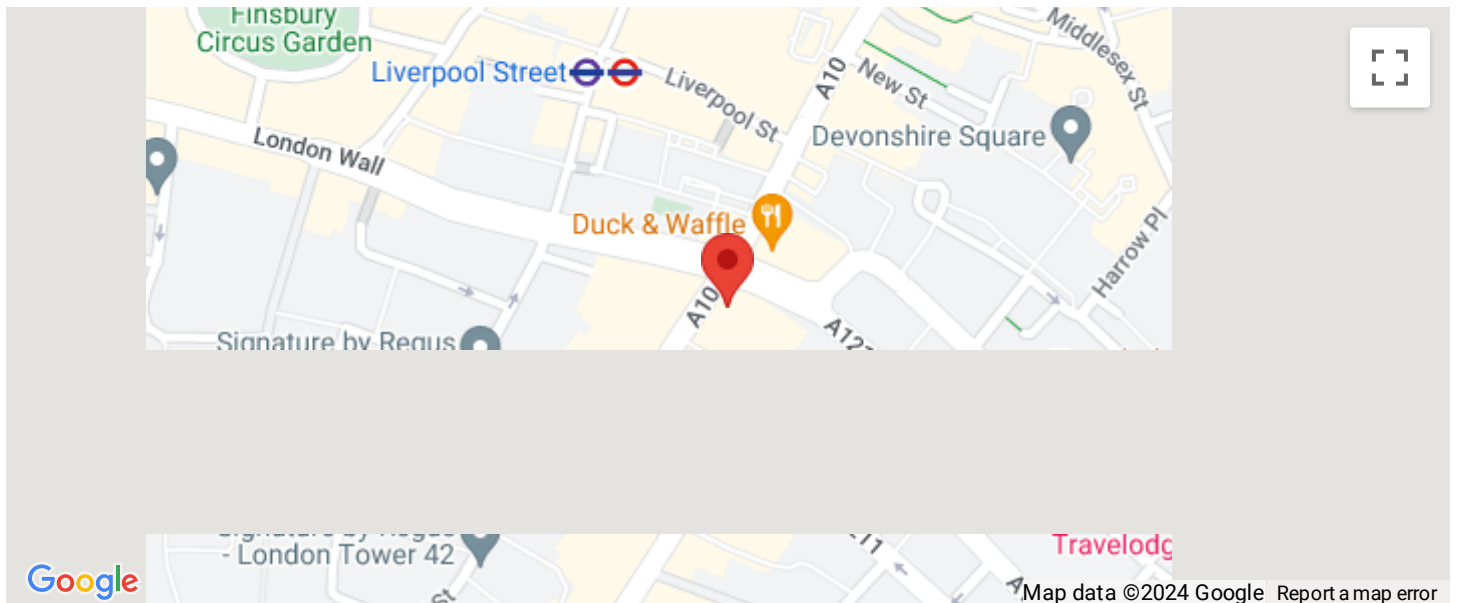 Finsbury
Circus Garden
Liverpool Street
Liverpool St
A10
New St
Middlesex St
Devonshire Square
London Wall
Duck & Waffle
Harrow Pl
A10
Signature by Regus
Signature by Regus
- London Tower 42
St
Google
Map data ©2024 Google
Report a map error